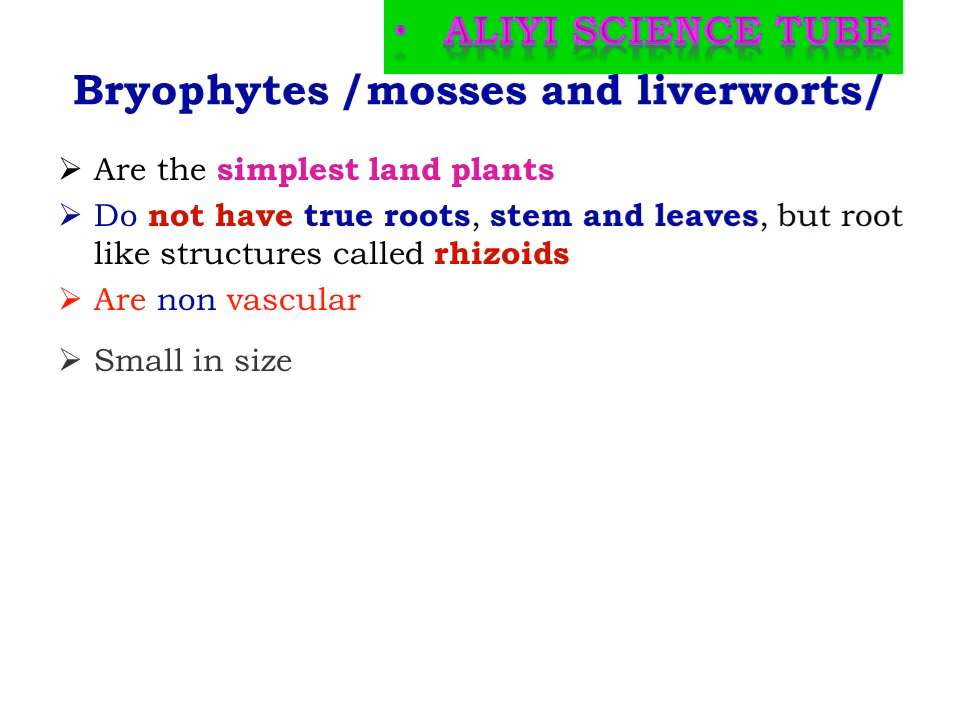 • ALIYI SCIENCE TUBE
Bryophytes /mosses and liverworts/
➢ Are the simplest land plants
➢ Do not have true roots, stem and leaves, but root
like structures called rhizoids
➢ Are non vascular
➢ Small in size